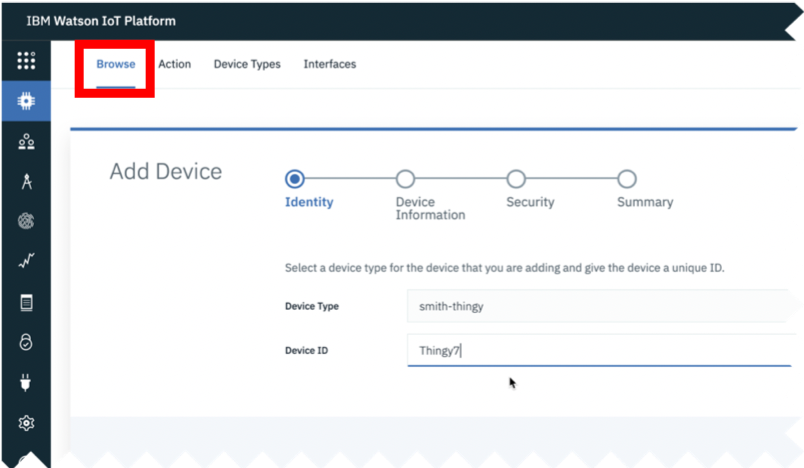 IBM Watson IoT Platform
Browse Action Device Types Interfaces
Add Device
Identity Device Information Security Summary
Select a device type for the device that you are adding and give the device a unique ID.
Device Type smith-thingy
Device ID Thingy7